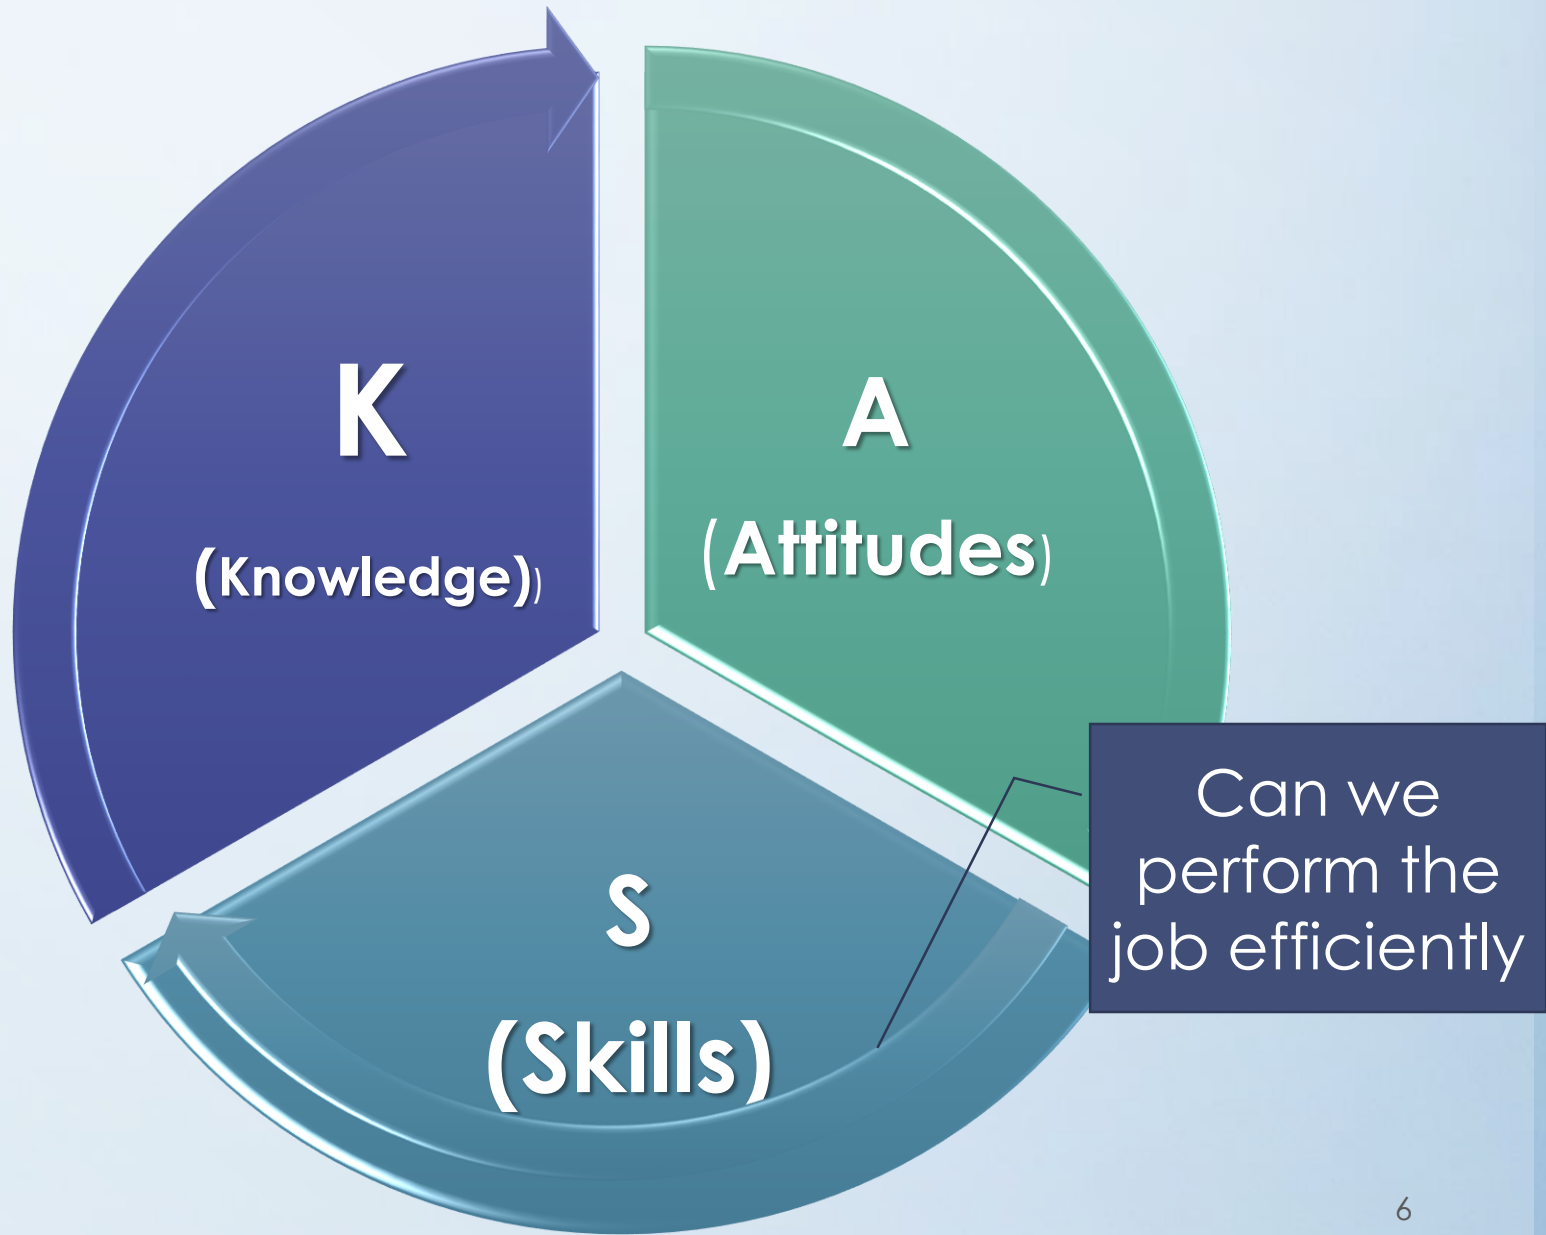 K
(Knowledge))
A
(Attitudes)
S
(Skills)
Can we
perform the
job efficiently
6